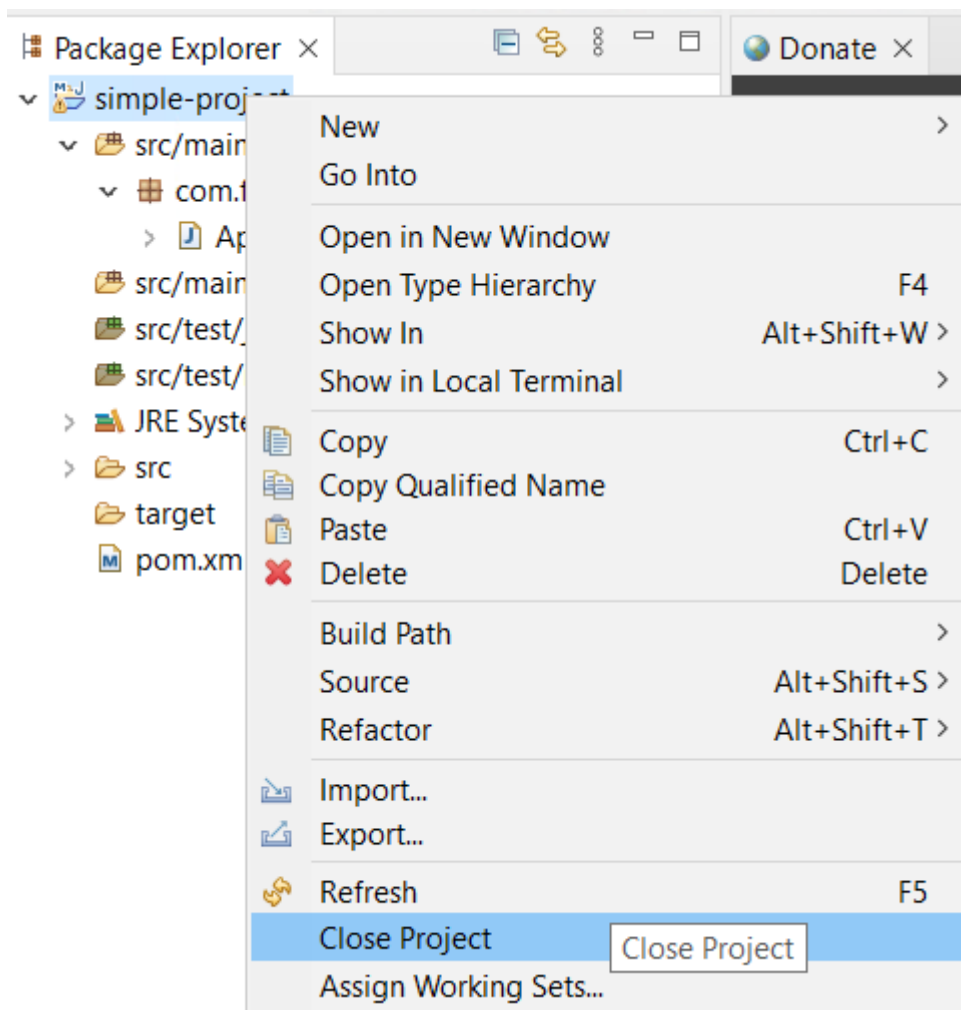 Package Explorer
Donate
simple-project
New
src/main
Go Into
com.f
Open in New Window
Ap
Open Type Hierarchy F4
src/main
Show In Alt+Shift+W
src/test/
Show in Local Terminal
src/test/
JRE Syste
Copy Ctrl+C
src
Copy Qualified Name
target
Paste Ctrl+V
pom.xm
Delete Delete
Build Path
Source Alt+Shift+S
Refactor Alt+Shift+T
Import...
Export...
Refresh F5
Close Project
Close Project
Assign Working Sets...